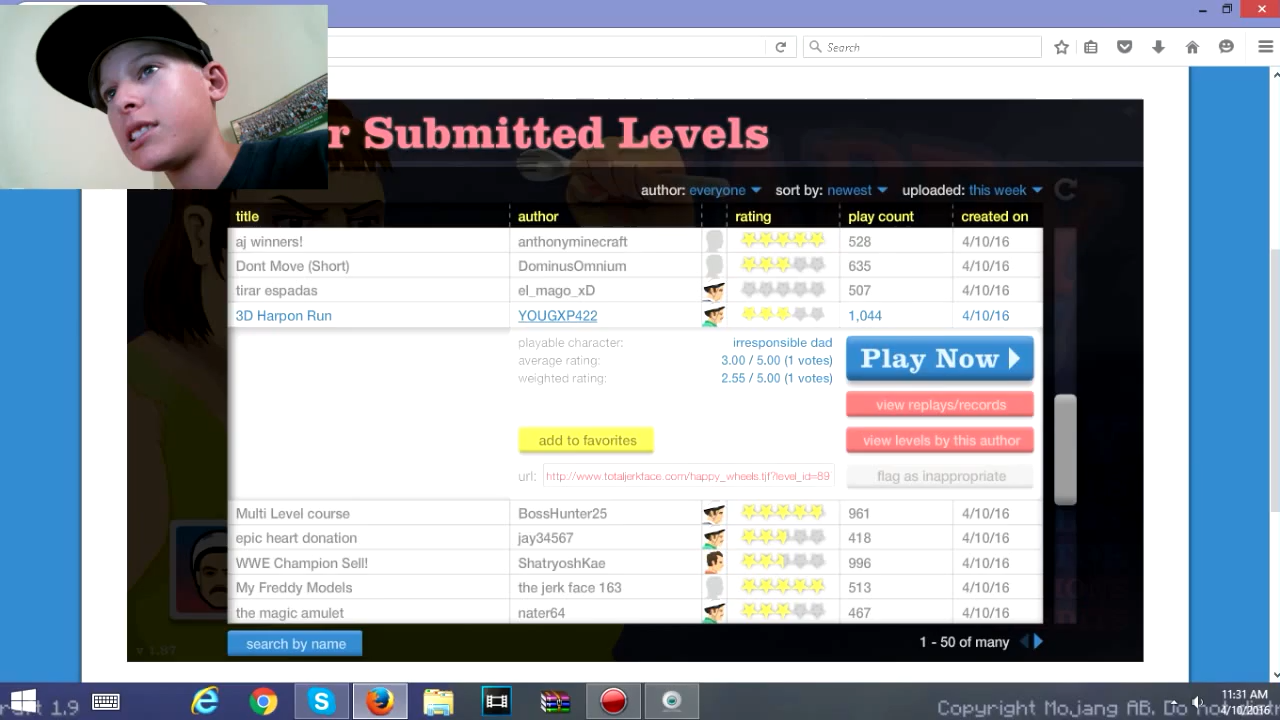 Search
r Submitted Levels
author: everyone sort by: newest uploaded: this week
title author rating play count created on
aj winners! anthonyminecraft 528 4/10/16
Dont Move (Short) DominusOmnium 635 4/10/16
tirar espadas el_mago_xD 507 4/10/16
3D Harpon Run YOUGXP422 1,044 4/10/16
playable character: irresponsible dad
average rating: 3.00 / 5.00 (1 votes)
weighted rating: 2.55 / 5.00 (1 votes)
Play Now
view replays/records
add to favorites
view levels by this author
url: http://www.totaljerkface.com/happy_wheels.tjf?level_id=89
flag as inappropriate
Multi Level course BossHunter25 961 4/10/16
epic heart donation jay34567 418 4/10/16
WWE Champion Sell! ShatryoshKae 996 4/10/16
My Freddy Models the jerk face 163 513 4/10/16
the magic amulet nater64 467 4/10/16
search by name
1 - 50 of many
v 1.87
11:31 AM
4/10/2016
raft 1.9
Copyright Mojang AB. Do not distri